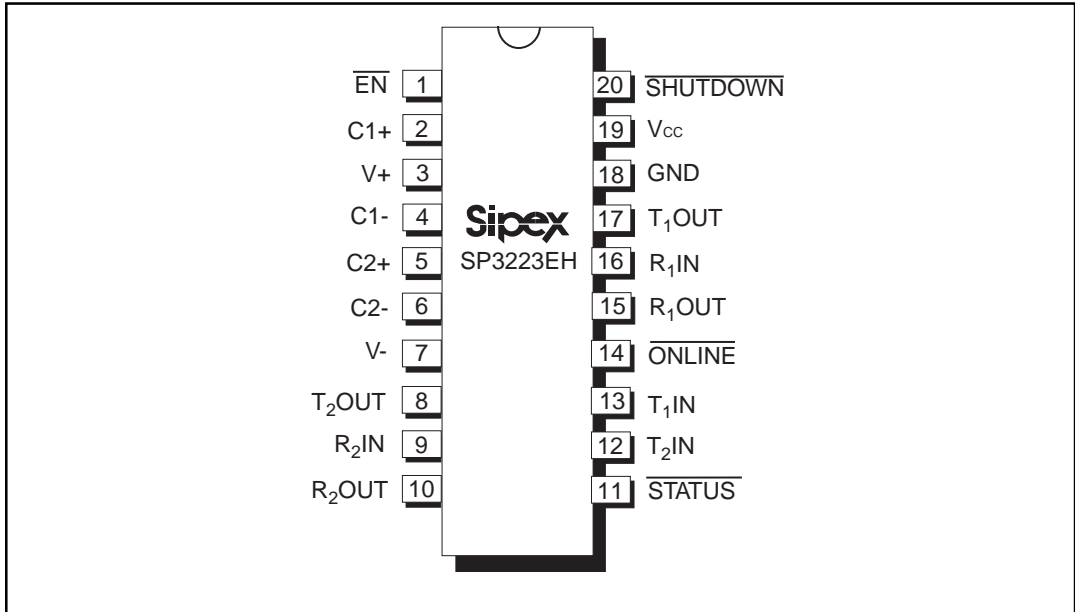 EN 1
C1+ 2
V+ 3
C1- 4
C2+ 5
C2- 6
V- 7
T₂OUT 8
R₂IN 9
R₂OUT 10
Sipex
SP3223EH
20 SHUTDOWN
19 Vcc
18 GND
17 T₁OUT
16 R₁IN
15 R₁OUT
14 ONLINE
13 T₁IN
12 T₂IN
11 STATUS